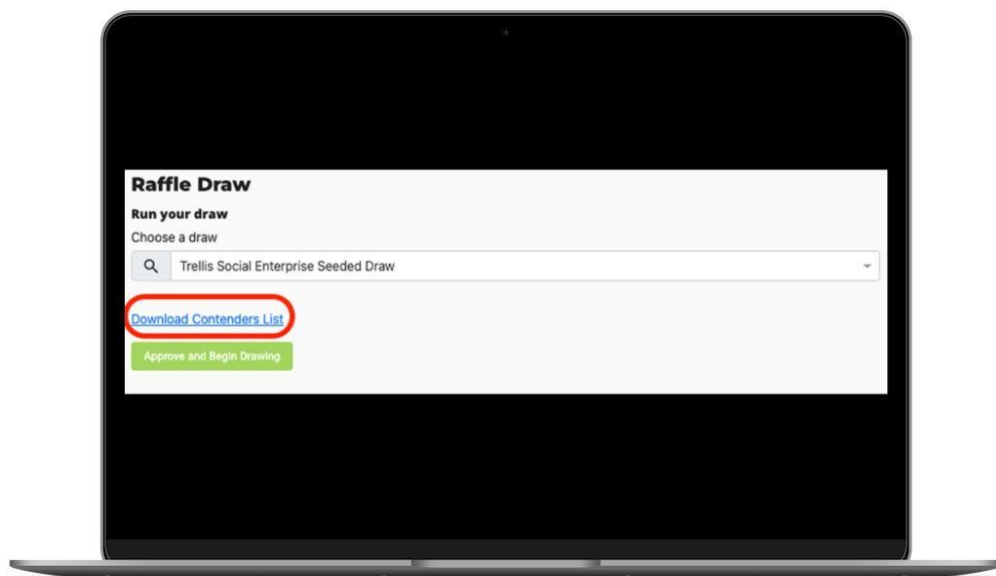 Raffle Draw
Run your draw
Choose a draw
Trellis Social Enterprise Seeded Draw
Download Contenders List
Approve and Begin Drawing